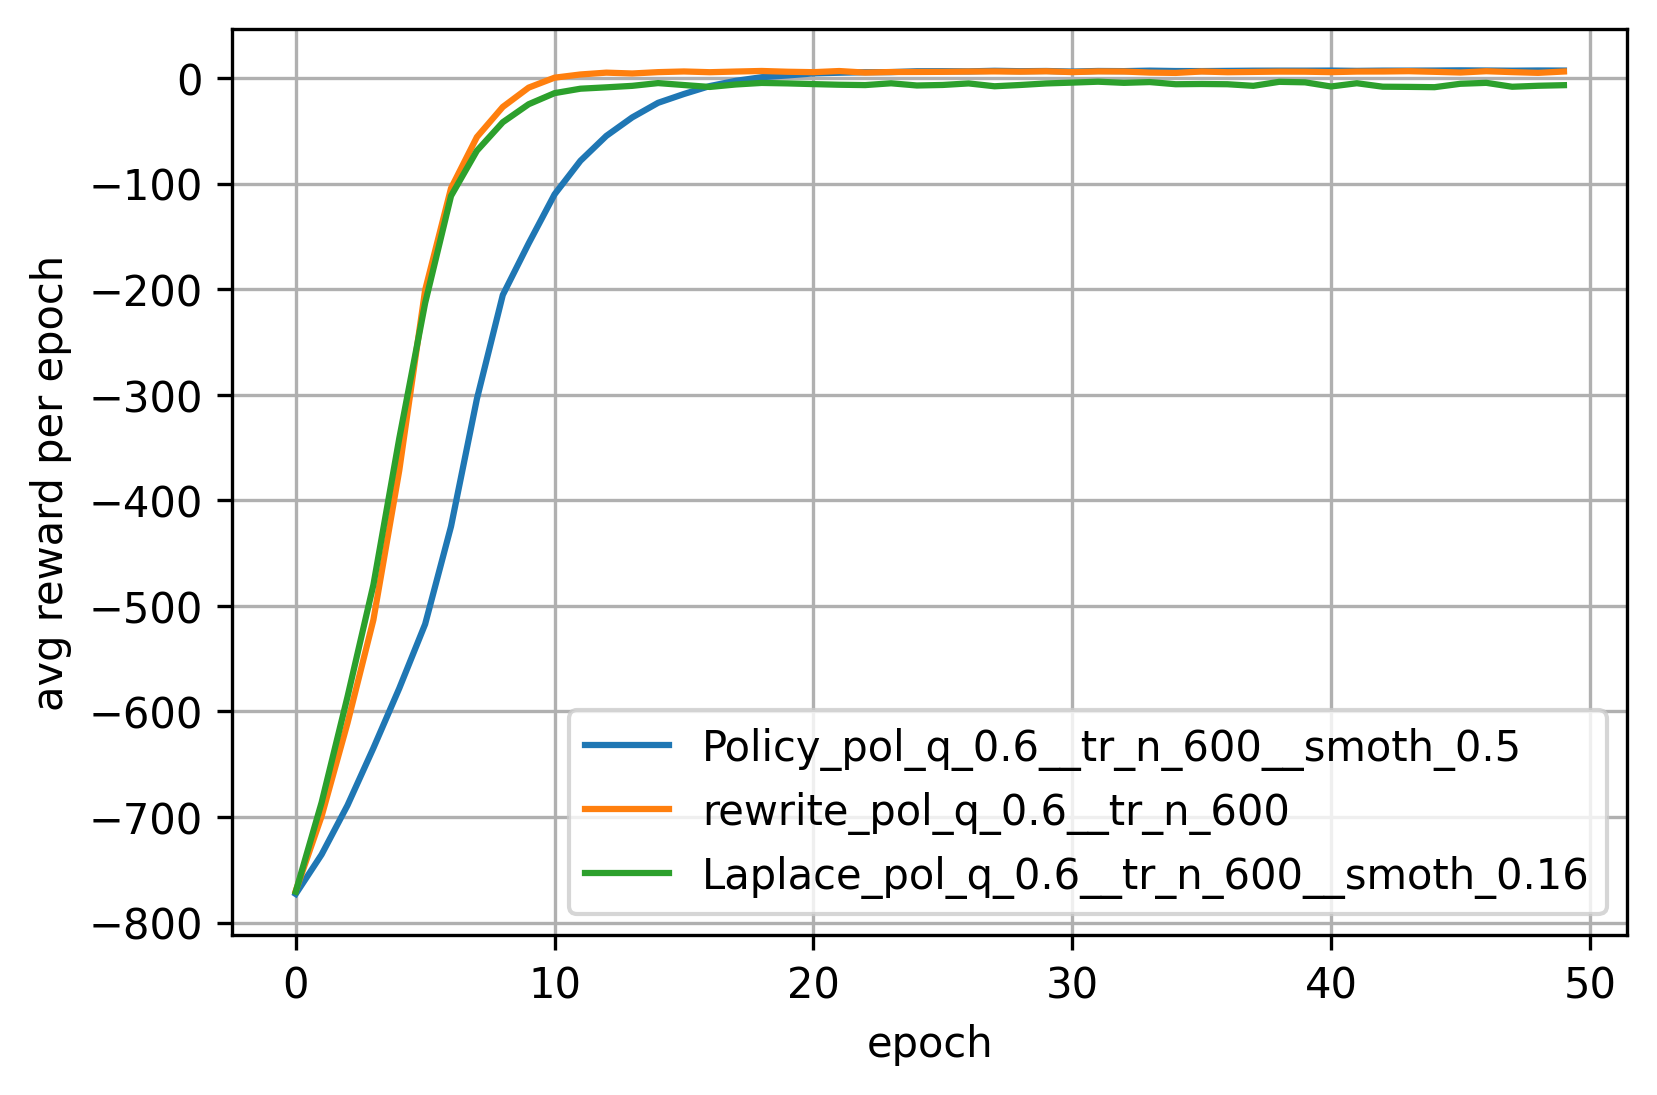 0
−100
−200
−300
−400
−500
−600
−700
−800
avg reward per epoch
Policy_pol_q_0.6__tr_n_600__smoth_0.5
rewrite_pol_q_0.6__tr_n_600
Laplace_pol_q_0.6__tr_n_600__smoth_0.16
0 10 20 30 40 50
epoch